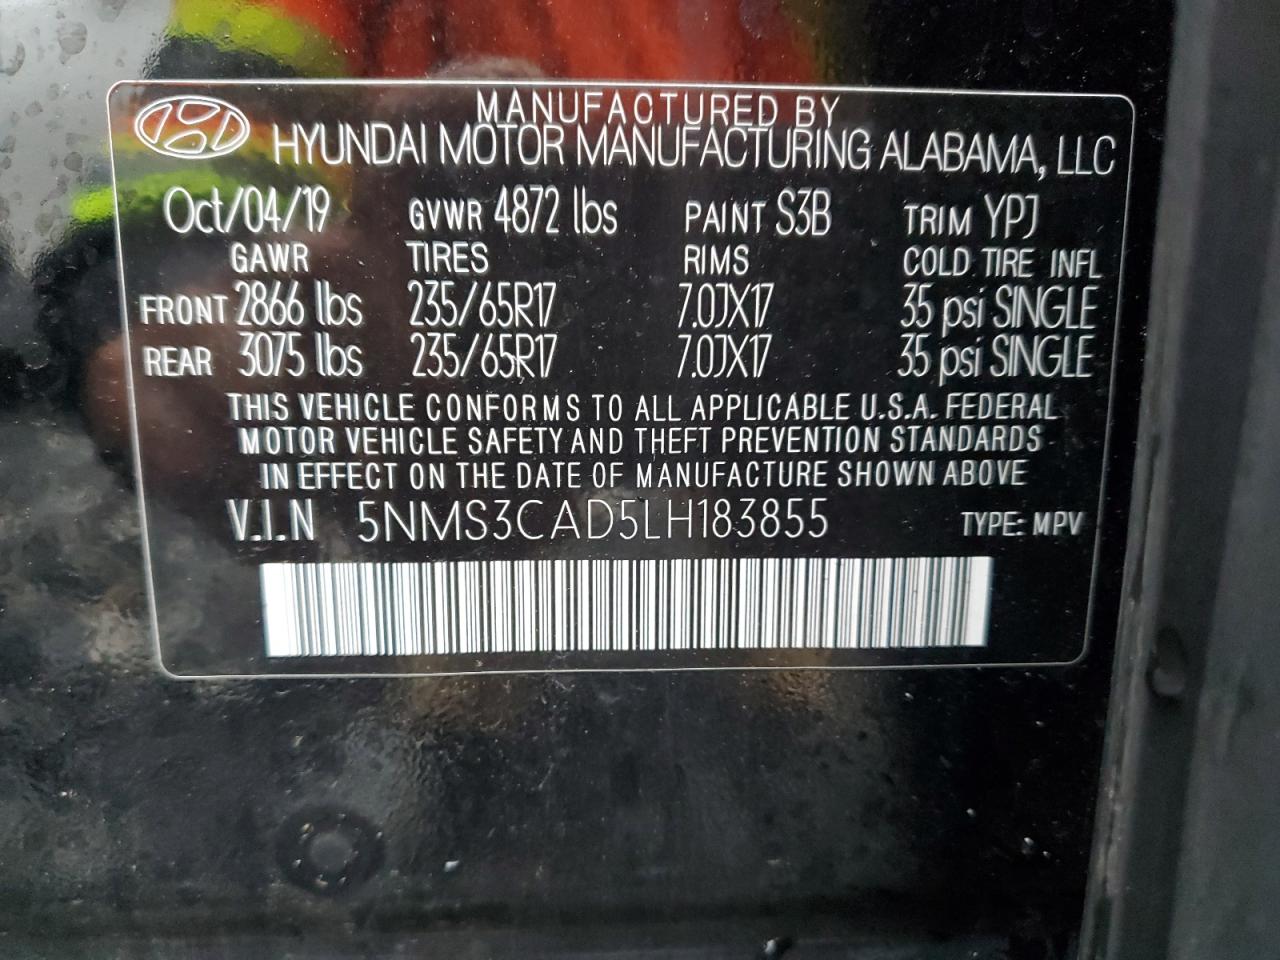 MANUFACTURED BY
HYUNDAI MOTOR MANUFACTURING ALABAMA, LLC
Oct/04/19 GVWR 4872 lbs PAINT S3B TRIM YPJ
GAWR TIRES RIMS COLD TIRE INFL
FRONT 2866 lbs 235/65R17 7.0JX17 35 psi SINGLE
REAR 3075 lbs 235/65R17 7.0JX17 35 psi SINGLE
THIS VEHICLE CONFORMS TO ALL APPLICABLE U.S.A. FEDERAL
MOTOR VEHICLE SAFETY AND THEFT PREVENTION STANDARDS
IN EFFECT ON THE DATE OF MANUFACTURE SHOWN ABOVE
V.I.N 5NMS3CAD5LH183855 TYPE: MPV